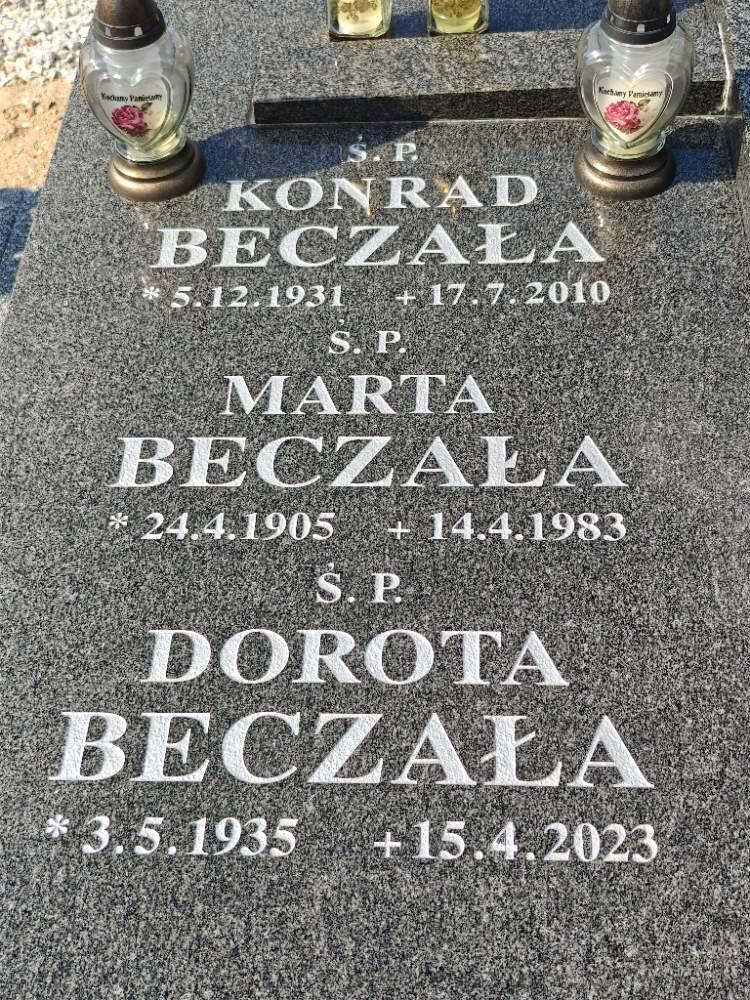 Kochamy Pamiętamy
Kochamy Pamiętamy
Ś. P.
KONRAD
BECZAŁA
* 5.12.1931 + 17.7.2010
Ś. P.
MARTA
BECZAŁA
* 24.4.1905 + 14.4.1983
Ś. P.
DOROTA
BECZAŁA
* 3.5.1935 + 15.4.2023